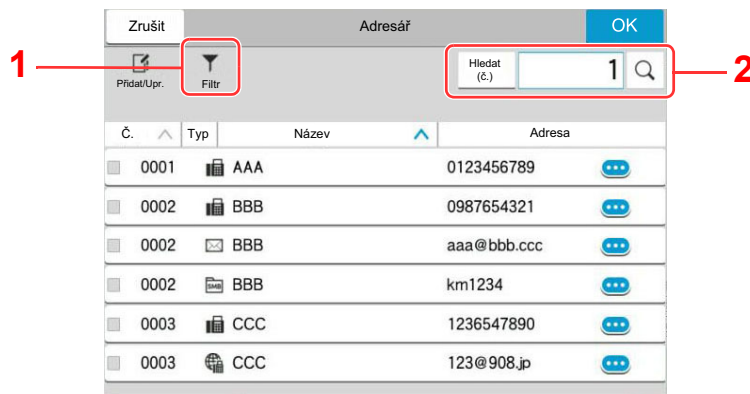 Zrušit Adresář OK
1 2
Hledat
(č.) 1
Přidat/Upr. Filtr
Č. Typ Název Adresa
0001 AAA 0123456789
0002 BBB 0987654321
0002 BBB aaa@bbb.ccc
0002 SMB BBB km1234
0003 CCC 1236547890
0003 CCC 123@908.jp